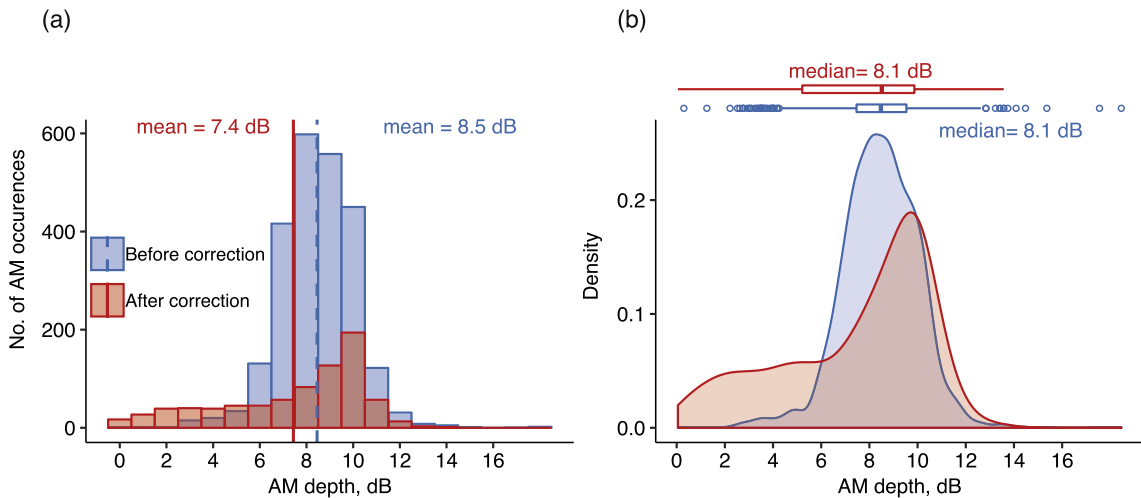 (a)
mean = 7.4 dB
mean = 8.5 dB
600
400
200
0
No. of AM occurences
Before correction
After correction
0 2 4 6 8 10 12 14 16
AM depth, dB
(b)
median= 8.1 dB
median= 8.1 dB
0.2
0.1
0.0
Density
0 2 4 6 8 10 12 14 16 18
AM depth, dB